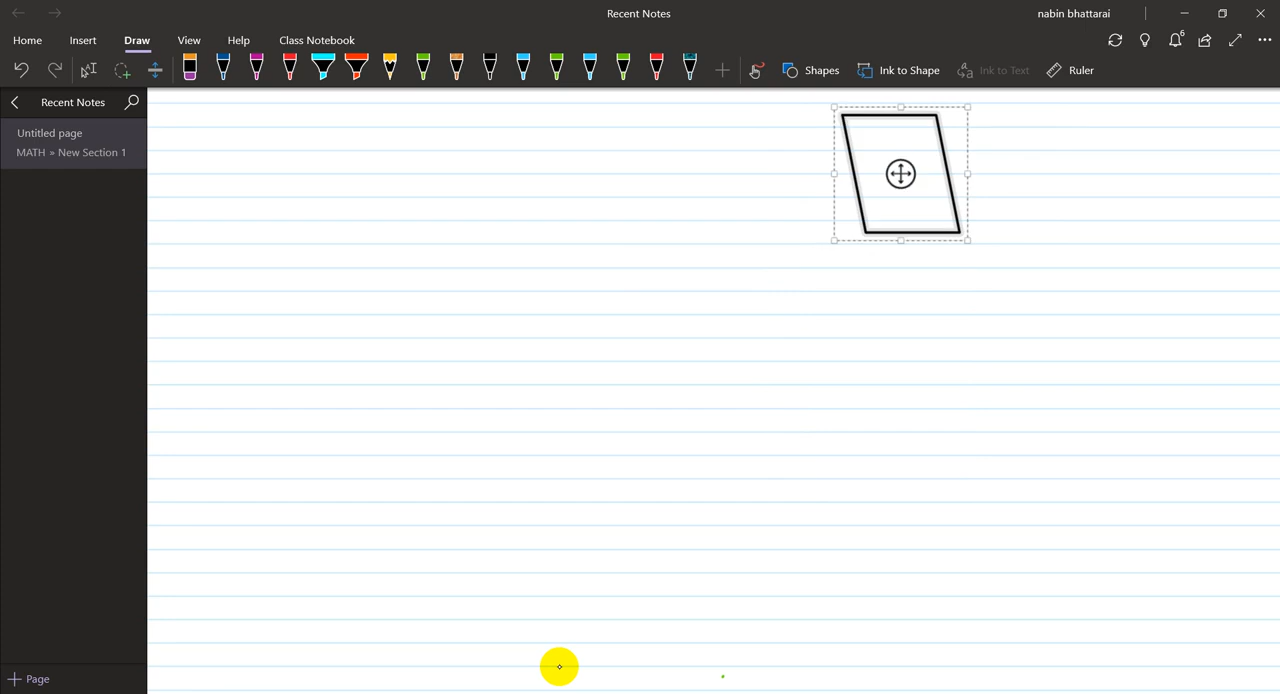 Recent Notes
nabin bhattarai
Home Insert Draw View Help Class Notebook
6
Shapes Ink to Shape Ink to Text Ruler
Recent Notes
Untitled page
MATH » New Section 1
Page